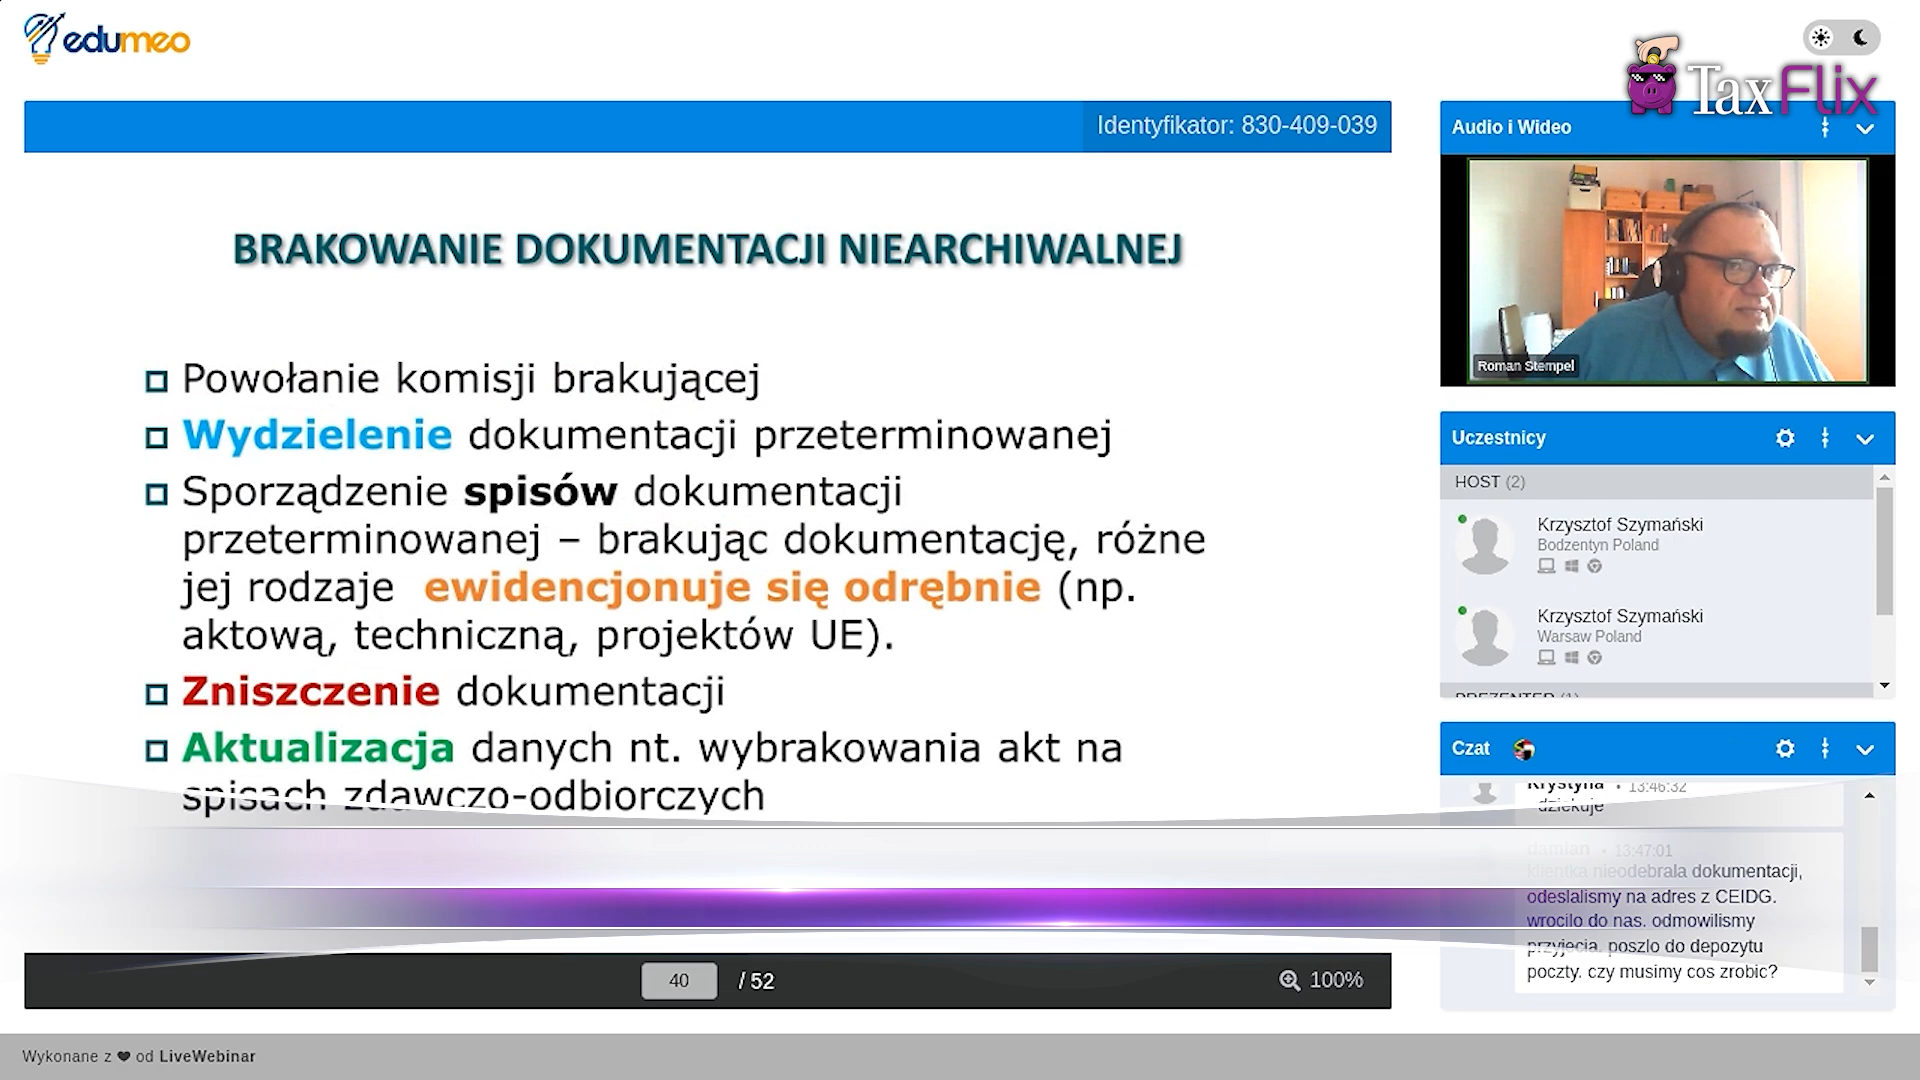 edumeo
TaxFlix
Identyfikator: 830-409-039
BRAKOWANIE DOKUMENTACJI NIEARCHIWALNEJ
Powołanie komisji brakującej
Wydzielenie dokumentacji przeterminowanej
Sporządzenie spisów dokumentacji
przeterminowanej – brakując dokumentację, różne
jej rodzaje ewidencjonuje się odrębnie (np.
aktową, techniczną, projektów UE).
Zniszczenie dokumentacji
Aktualizacja danych nt. wybrakowania akt na
spisach zdawczo-odbiorczych
40 / 52
100%
Audio i Wideo
Roman Stempel
Uczestnicy
HOST (2)
Krzysztof Szymański
Bodzentyn Poland
Krzysztof Szymański
Warsaw Poland
PREZENTER (1)
Czat
Krystyna • 13:46:32
dziekuje
damian • 13:47:01
klientka nieodebrala dokumentacji,
odeslalismy na adres z CEIDG.
wrocilo do nas. odmowilismy
przyjecia. poszlo do depozytu
poczty. czy musimy cos zrobic?
Wykonane z ❤ od LiveWebinar